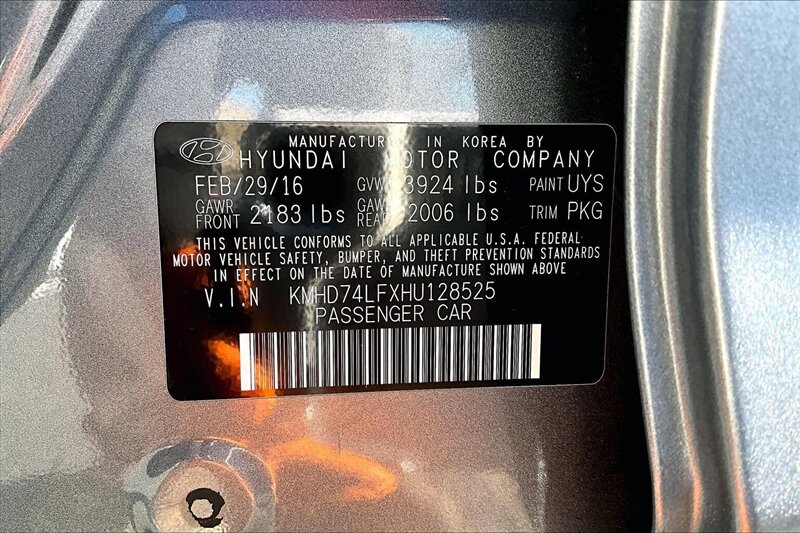 MANUFACTURED IN KOREA BY
HYUNDAI MOTOR COMPANY
FEB/29/16 GVWR 3924 lbs PAINT UYS
GAWR FRONT 2183 lbs GAWR REAR 2006 lbs TRIM PKG
THIS VEHICLE CONFORMS TO ALL APPLICABLE U.S.A. FEDERAL
MOTOR VEHICLE SAFETY, BUMPER, AND THEFT PREVENTION STANDARDS
IN EFFECT ON THE DATE OF MANUFACTURE SHOWN ABOVE
V.I.N KMHD74LFXHU128525
PASSENGER CAR